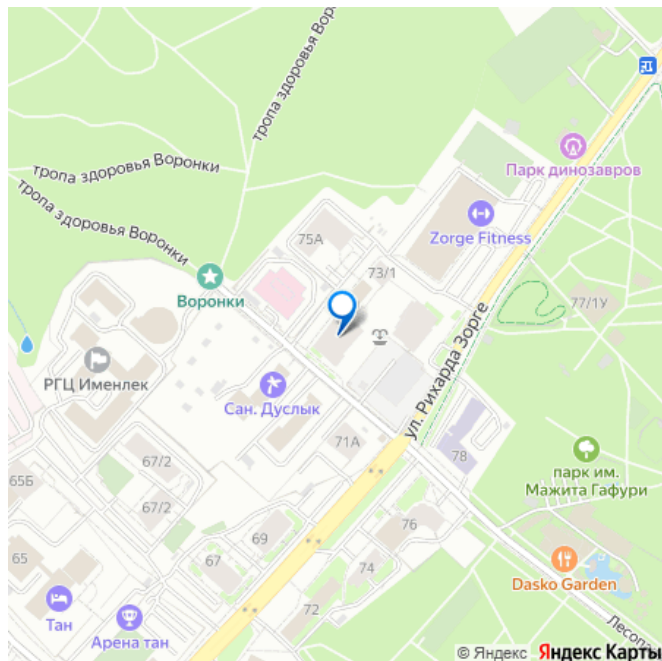 тропа здоровья Воронки
Парк динозавров
тропа здоровья Воронки
тропа здоровья Воронки
Zorge Fitness
75А
73/1
Воронки
77/1У
РГЦ Именлек
Сан. Дуслык
ул. Рихарда Зорге
71А
78
67/2
65Б
парк им.
Мажита Гафури
67/2
76
69
67
65
74
Dasko Garden
72
Тан
Арена тан
Лесопа
© Яндекс Яндекс Карты